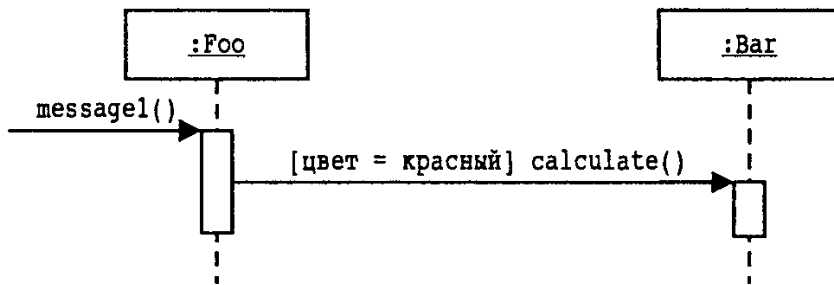 :Foo
:Bar
message1()
[цвет = красный] calculate()